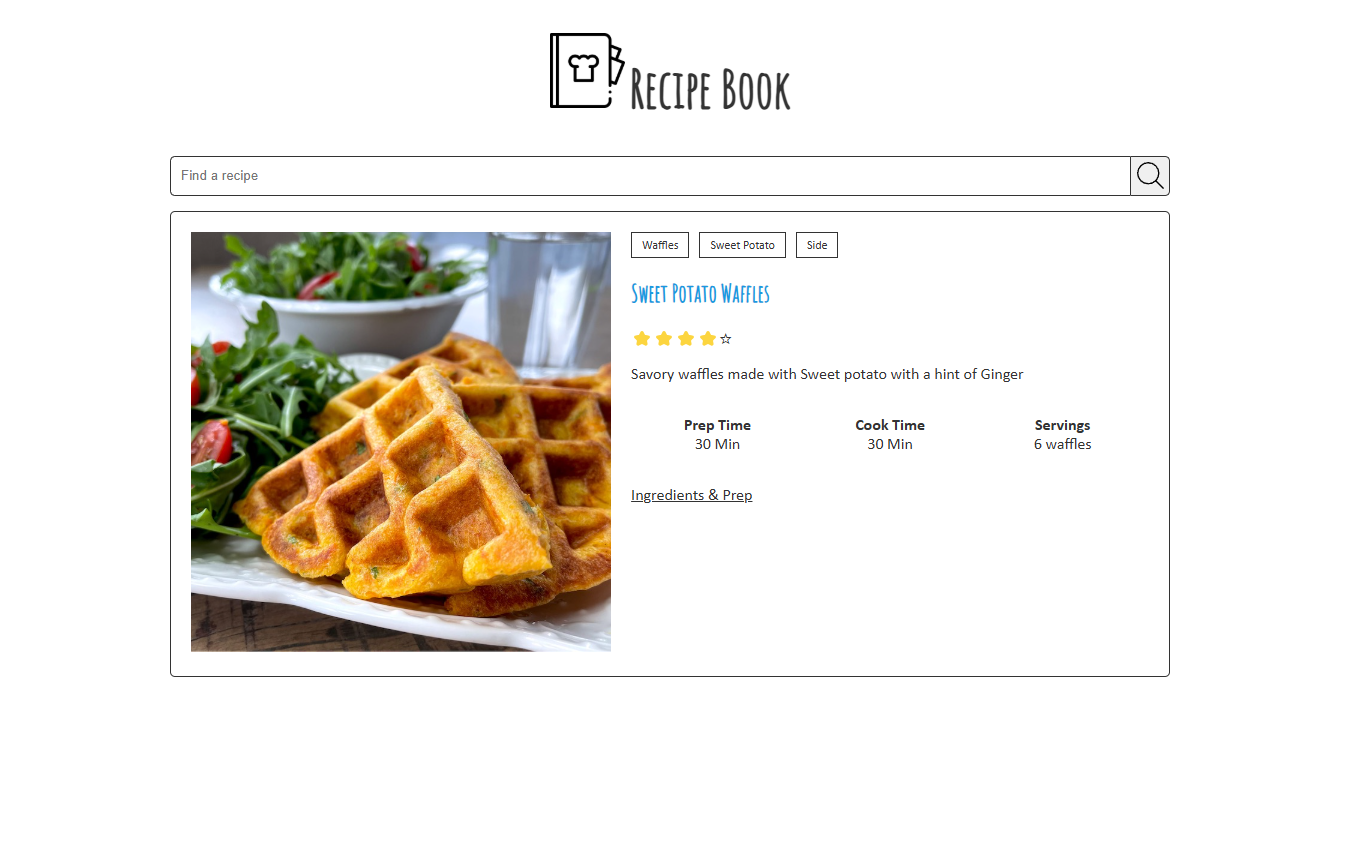 Recipe Book
Find a recipe
Waffles Sweet Potato Side
Sweet Potato Waffles
Savory waffles made with Sweet potato with a hint of Ginger
Prep Time Cook Time Servings
30 Min 30 Min 6 waffles
Ingredients & Prep